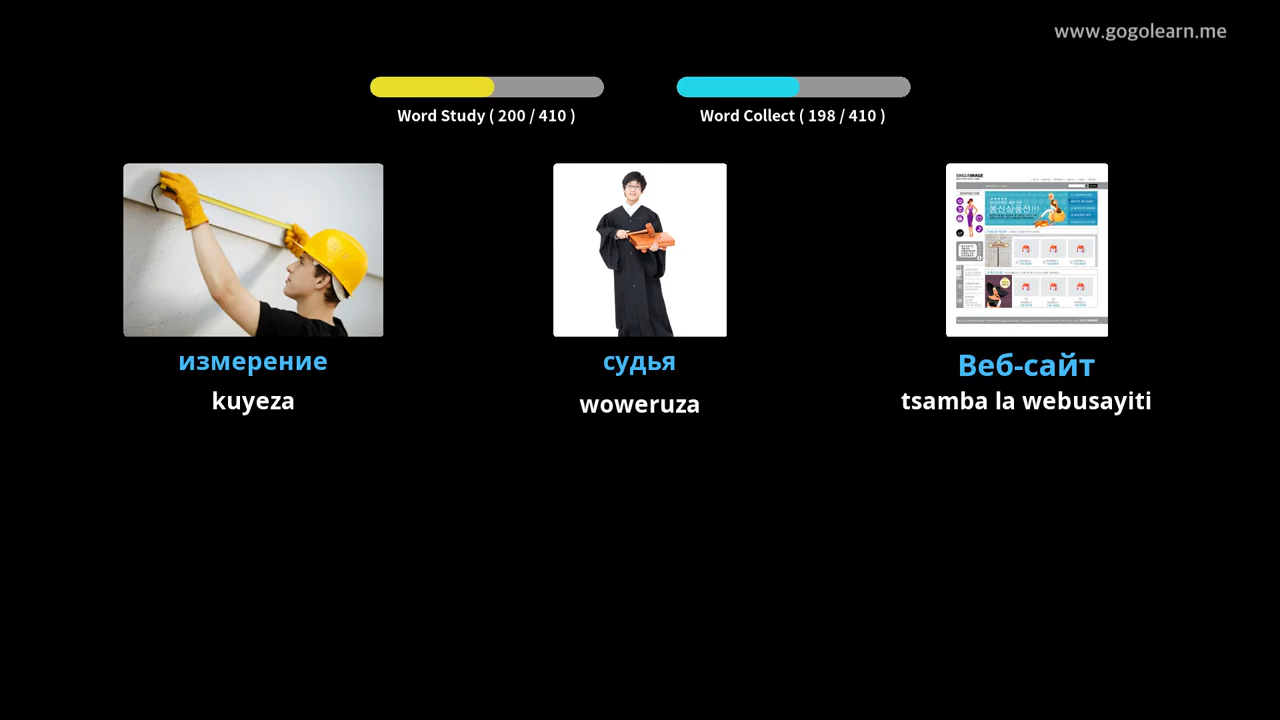 www.gogolearn.me
Word Study ( 200 / 410 )
Word Collect ( 198 / 410 )
измерение
kuyeza
судья
woweruza
Веб-сайт
tsamba la webusayiti